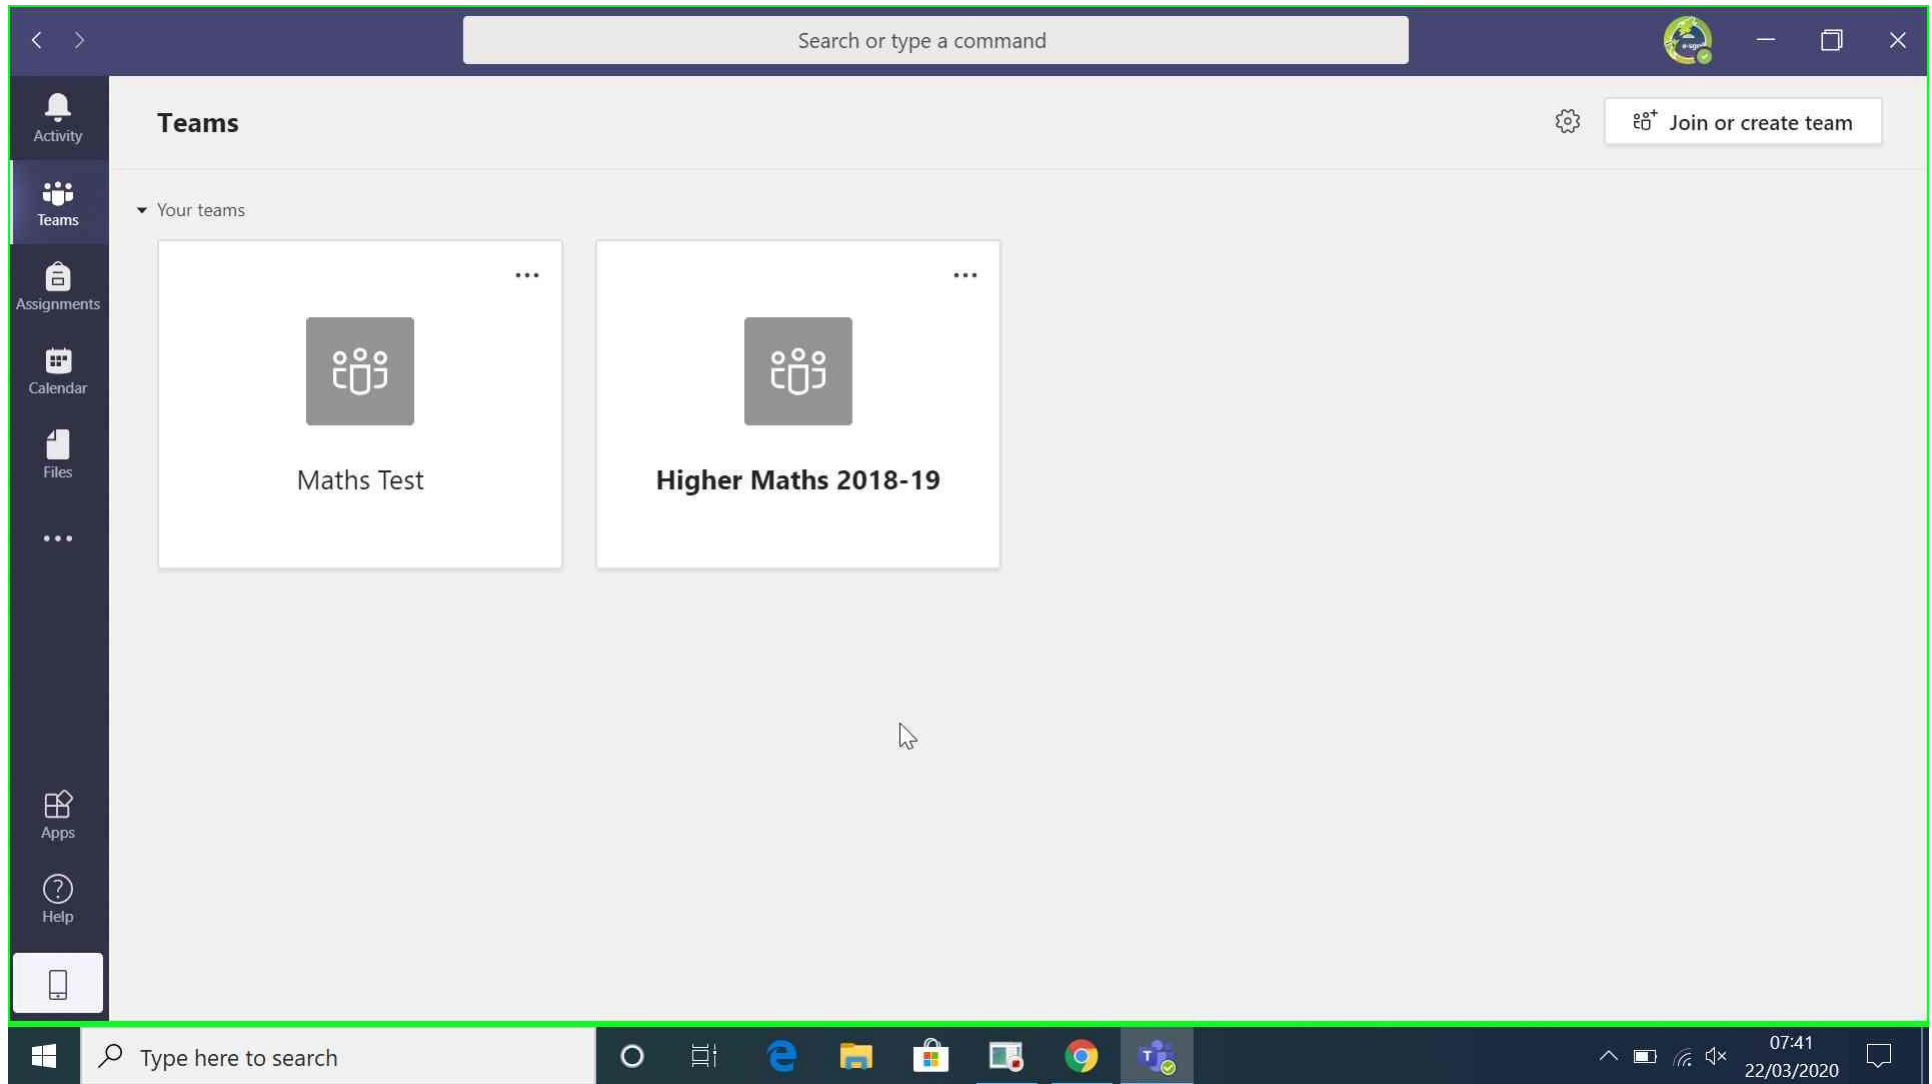 Search or type a command
Activity
Teams
Join or create team
Teams
Your teams
Assignments
Calendar
Maths Test
Higher Maths 2018-19
Files
Apps
Help
Type here to search
07:41
22/03/2020